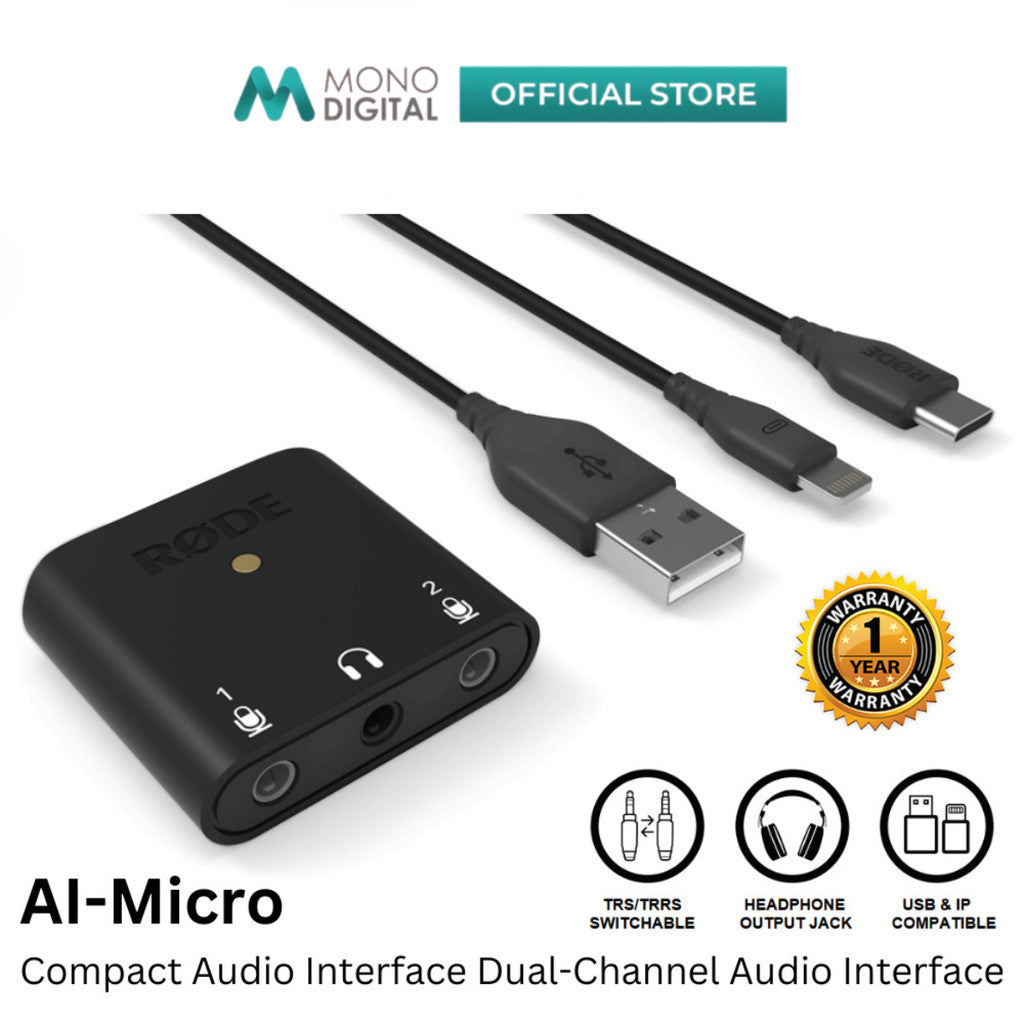 MONO
DIGITAL
OFFICIAL STORE
RØDE
RØDE
1
2
WARRANTY
1
YEAR
WARRANTY
TRS/TRRS
SWITCHABLE
HEADPHONE
OUTPUT JACK
USB & IP
COMPATIBLE
AI-Micro
Compact Audio Interface Dual-Channel Audio Interface